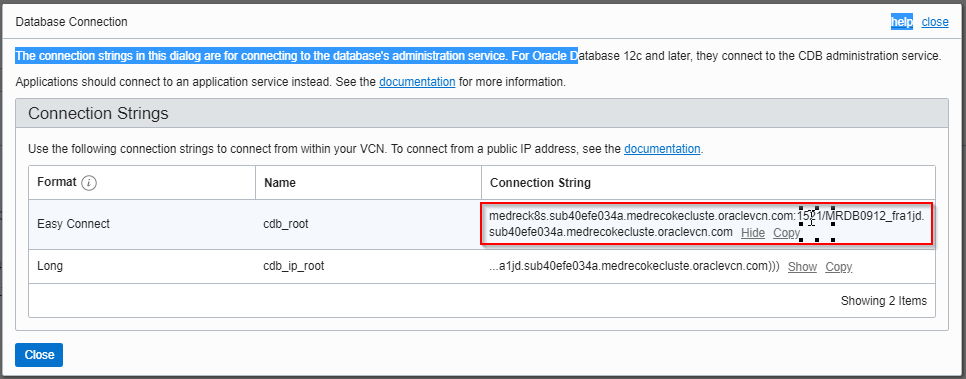 Database Connection help close
The connection strings in this dialog are for connecting to the database's administration service. For Oracle Database 12c and later, they connect to the CDB administration service.
Applications should connect to an application service instead. See the documentation for more information.
Connection Strings
Use the following connection strings to connect from within your VCN. To connect from a public IP address, see the documentation.
Format i Name Connection String
Easy Connect cdb_root medreck8s.sub40efe034a.medrecokecluste.oraclevcn.com:1521/MRDB0912_fra1jd.
sub40efe034a.medrecokecluste.oraclevcn.com Hide Copy
Long cdb_ip_root ...a1jd.sub40efe034a.medrecokecluste.oraclevcn.com))) Show Copy
Showing 2 Items
Close